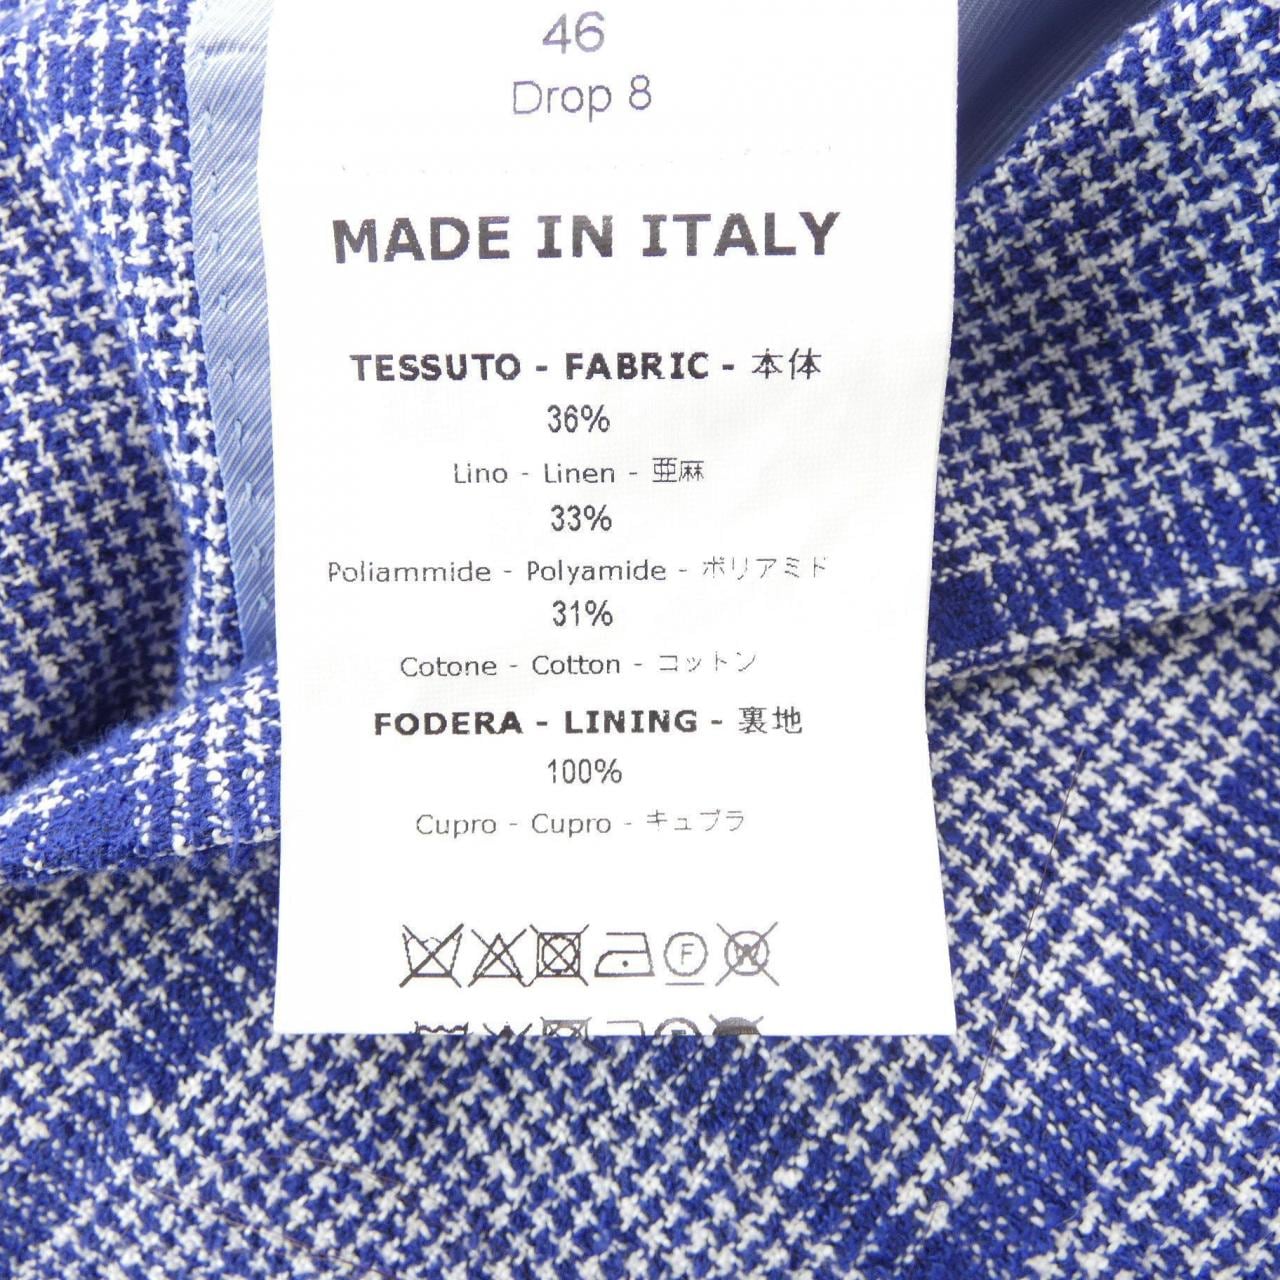 46
Drop 8
MADE IN ITALY
TESSUTO - FABRIC - 本体
36%
Lino - Linen - 亜麻
33%
Poliammide - Polyamide - ポリアミド
31%
Cotone - Cotton - コットン
FODERA - LINING - 裏地
100%
Cupro - Cupro - キュプラ
F
W